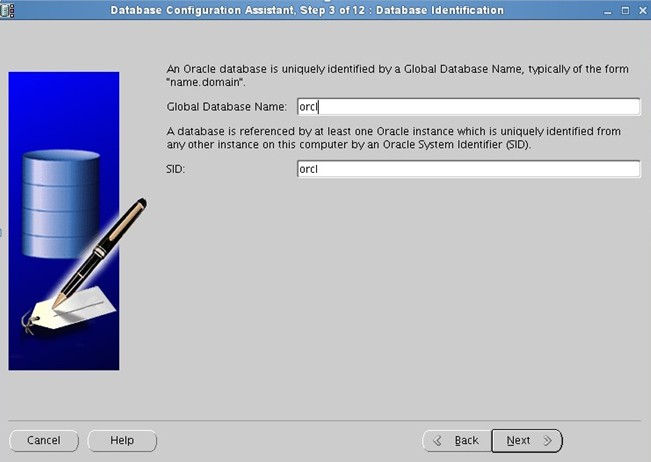 Database Configuration Assistant, Step 3 of 12 : Database Identification
An Oracle database is uniquely identified by a Global Database Name, typically of the form
"name.domain".
Global Database Name: orcl
A database is referenced by at least one Oracle instance which is uniquely identified from
any other instance on this computer by an Oracle System Identifier (SID).
SID: orcl
Cancel Help Back Next